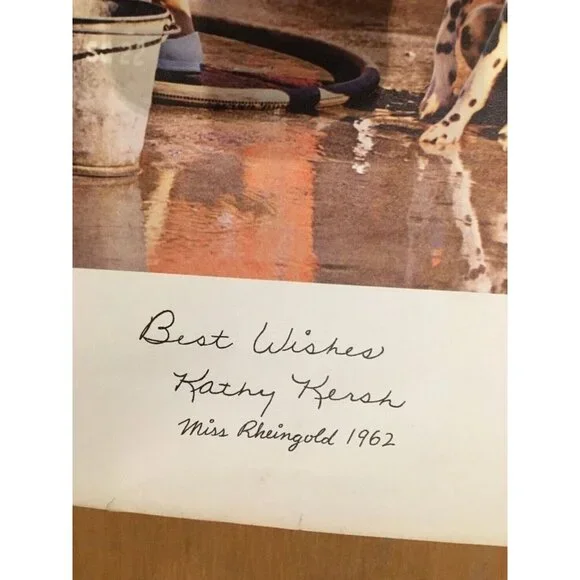 Best Wishes
Kathy Kersh
Miss Rheingold 1962